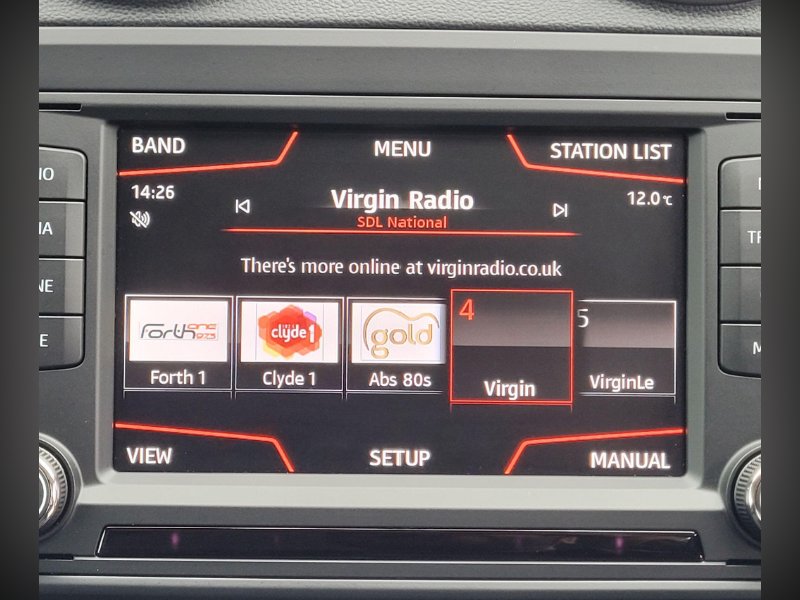 BAND
MENU
STATION LIST
14:26
Virgin Radio
12.0°C
SDL National
There's more online at virginradio.co.uk
forth one
clyde 1
gold
4
5
Forth 1
Clyde 1
Abs 80s
Virgin
VirginLe
VIEW
SETUP
MANUAL